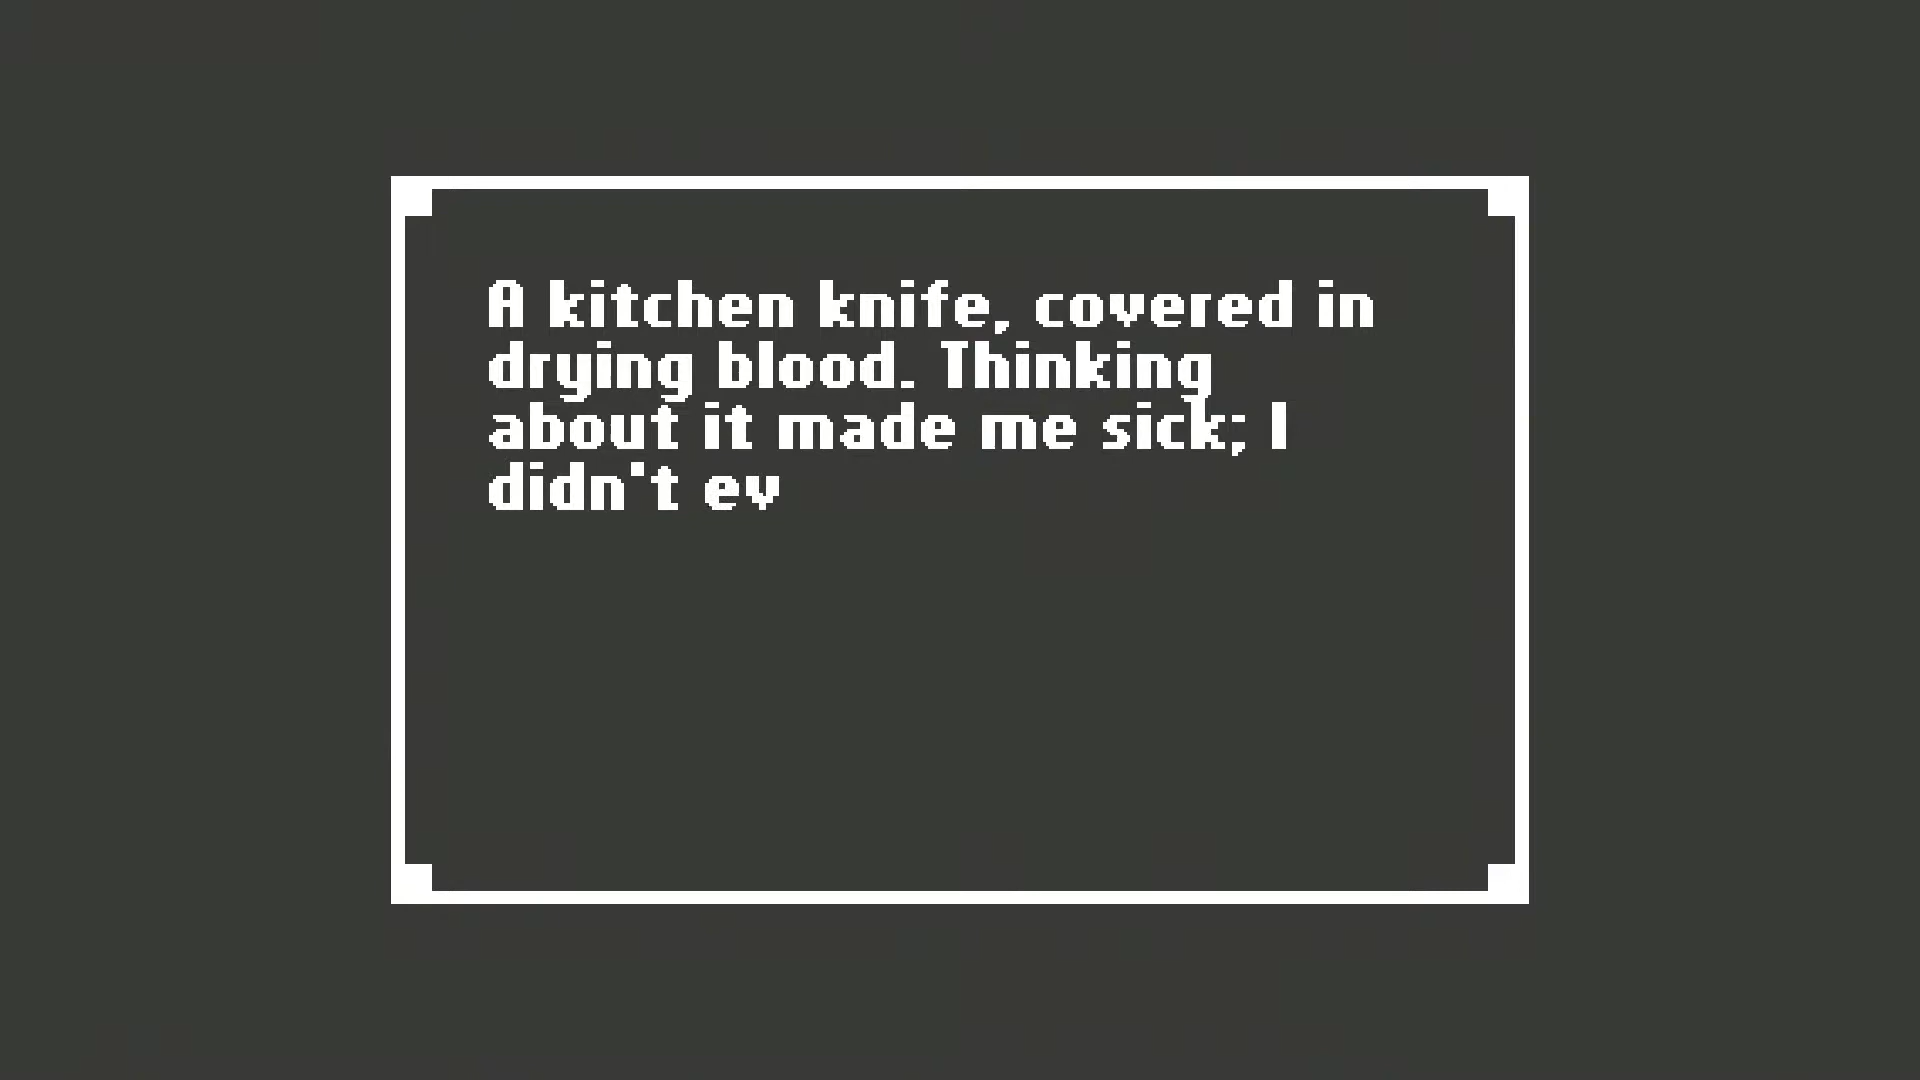 A kitchen knife, covered in
drying blood. Thinking
about it made me sick; I
didn't ev